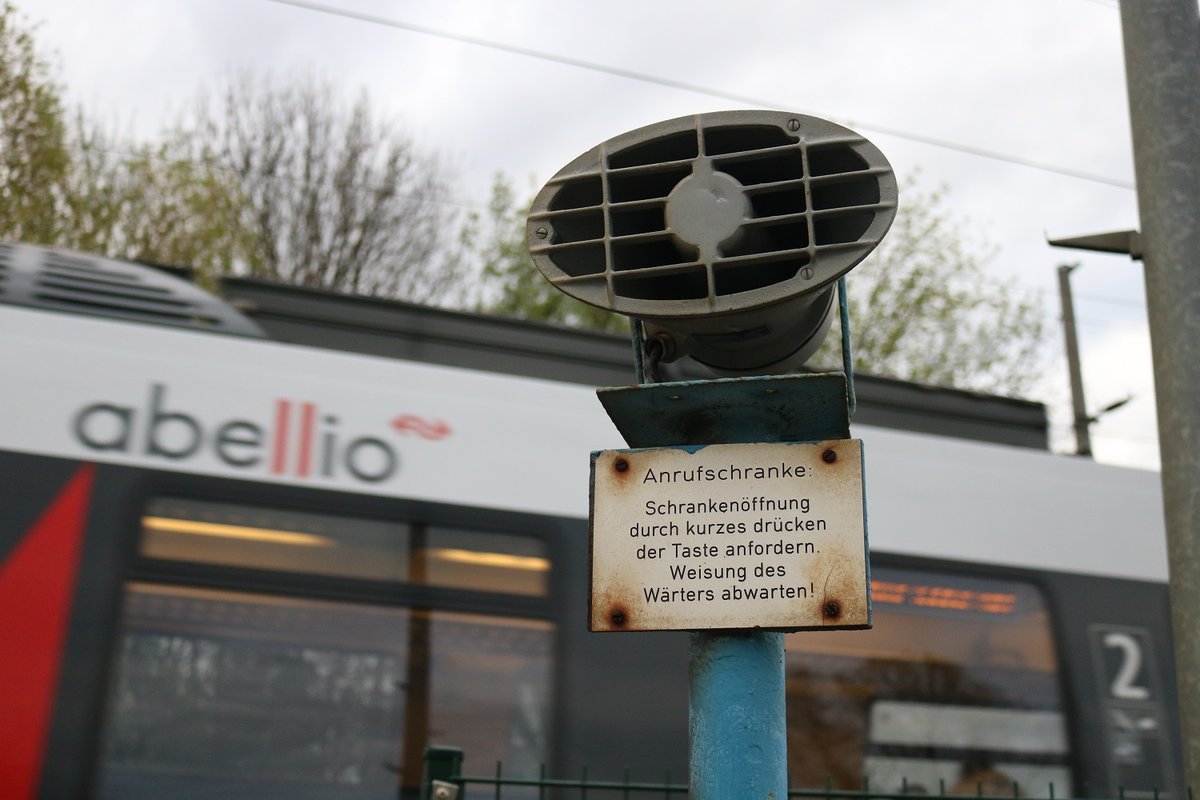 abellio
Anrufschranke:
Schrankenöffnung
durch kurzes drücken
der Taste anfordern.
Weisung des
Wärters abwarten!
2